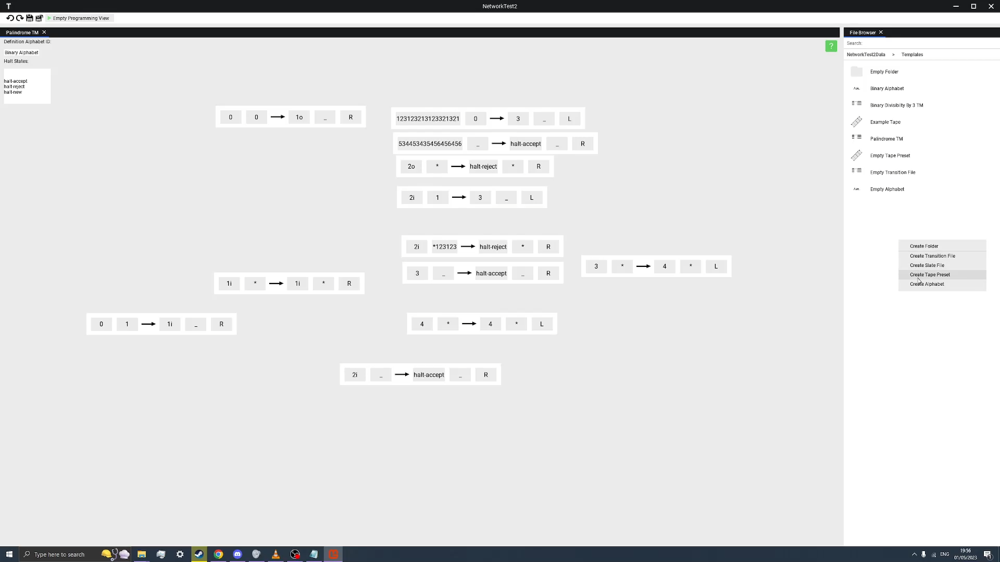 T
NetworkTest2
Empty Programming View
Palindrome TM
Definition Alphabet ID:
Binary Alphabet
Halt States:
halt-accept
halt-reject
halt-new
?
0 0 1o _ R
123123213123321321 0 3 _ L
534453435456456456 _ halt-accept _ R
2o * halt-reject * R
2i 1 3 _ L
2i *123123 halt-reject * R
3 _ halt-accept _ R
3 * 4 * L
1i * 1i * R
0 1 1i _ R
4 * 4 * L
2i _ halt-accept _ R
File Browser
Search:
NetworkTest2Data > Templates
Empty Folder
Binary Alphabet
Binary Divisibilty By 3 TM
Example Tape
Palindrome TM
Empty Tape Preset
Empty Transition File
Empty Alphabet
Create Folder
Create Transition File
Create Slate File
Create Tape Preset
Create Alphabet
Type here to search
ENG
19:56
01/05/2023